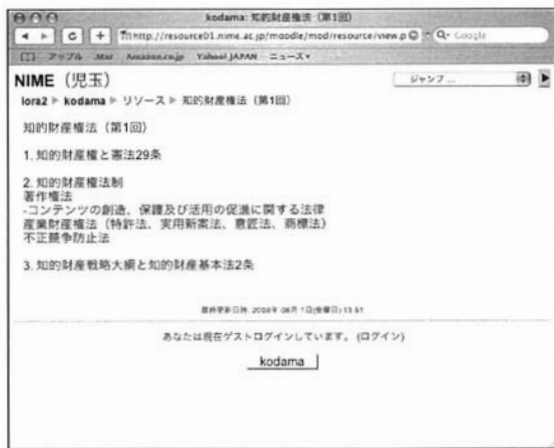 kodama: 知的財産権法（第1回）
http://resource01.nime.ac.jp/moodle/mod/resource/view.p
Google
アップル .Mac Amazon.co.jp Yahoo! JAPAN ニュース▼
NIME（児玉）
ジャンプ ...
lora2 ▶ kodama ▶ リソース ▶ 知的財産権法（第1回）
知的財産権法（第1回）
1. 知的財産権と憲法29条
2. 知的財産権法制
著作権法
-コンテンツの創造、保護及び活用の促進に関する法律
産業財産権法（特許法、実用新案法、意匠法、商標法）
不正競争防止法
3. 知的財産戦略大綱と知的財産基本法2条
最終更新日時:
あなたは現在ゲストログインしています。(ログイン)
kodama